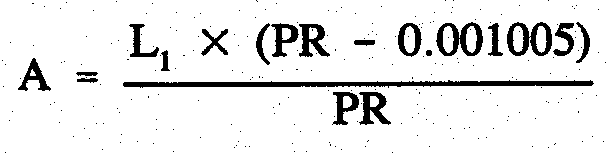 A = L₁ × (PR − 0.001005)
PR